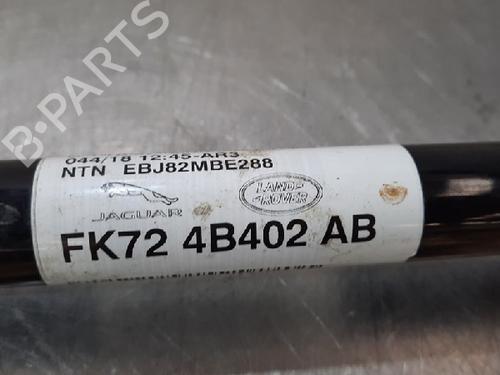 B-PARTS
044/18 12:45-AR3
NTN EBJ82MBE288
JAGUAR
LAND-
ROVER
FK72 4B402 AB